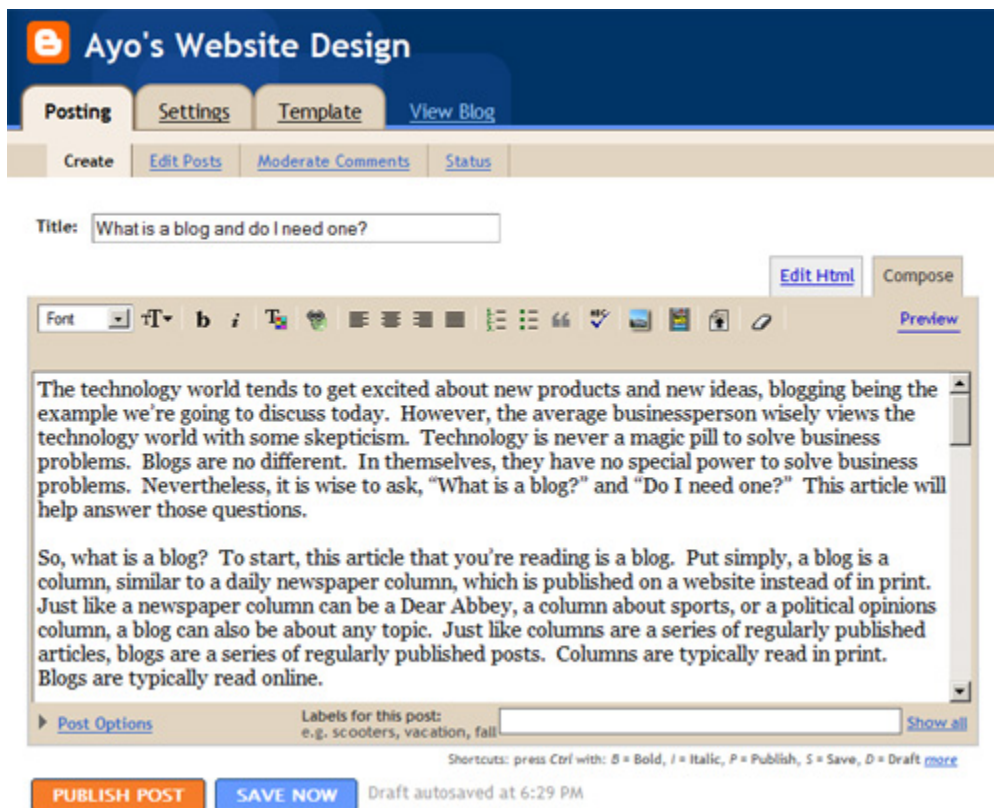 Ayo's Website Design
Posting Settings Template View Blog
Create Edit Posts Moderate Comments Status
Title: What is a blog and do I need one?
Edit Html Compose
Font T b i T ABC Preview
The technology world tends to get excited about new products and new ideas, blogging being the
example we’re going to discuss today.  However, the average businessperson wisely views the
technology world with some skepticism.  Technology is never a magic pill to solve business
problems.  Blogs are no different.  In themselves, they have no special power to solve business
problems.  Nevertheless, it is wise to ask, “What is a blog?” and “Do I need one?”  This article will
help answer those questions.
So, what is a blog?  To start, this article that you’re reading is a blog.  Put simply, a blog is a
column, similar to a daily newspaper column, which is published on a website instead of in print.
Just like a newspaper column can be a Dear Abbey, a column about sports, or a political opinions
column, a blog can also be about any topic.  Just like columns are a series of regularly published
articles, blogs are a series of regularly published posts.  Columns are typically read in print.
Blogs are typically read online.
Post Options Labels for this post: Show all
e.g. scooters, vacation, fall
Shortcuts: press Ctrl with: B = Bold, I = Italic, P = Publish, S = Save, D = Draft more
PUBLISH POST SAVE NOW Draft autosaved at 6:29 PM